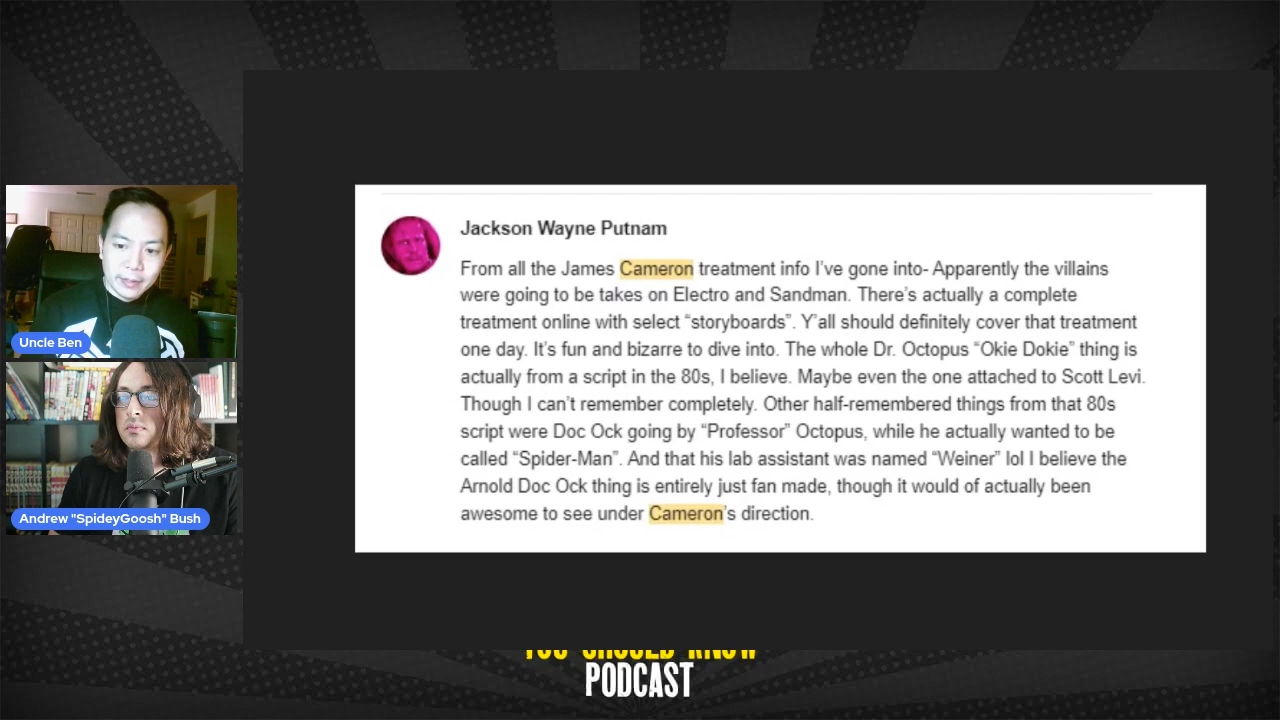 Jackson Wayne Putnam
From all the James Cameron treatment info I've gone into- Apparently the villains
were going to be takes on Electro and Sandman. There's actually a complete
treatment online with select “storyboards”. Y'all should definitely cover that treatment
one day. It's fun and bizarre to dive into. The whole Dr. Octopus “Okie Dokie” thing is
actually from a script in the 80s, I believe. Maybe even the one attached to Scott Levi.
Though I can't remember completely. Other half-remembered things from that 80s
script were Doc Ock going by “Professor” Octopus, while he actually wanted to be
called “Spider-Man”. And that his lab assistant was named “Weiner” lol I believe the
Arnold Doc Ock thing is entirely just fan made, though it would of actually been
awesome to see under Cameron's direction.
Uncle Ben
Andrew "SpideyGoosh" Bush
YOU SHOULD KNOW
PODCAST